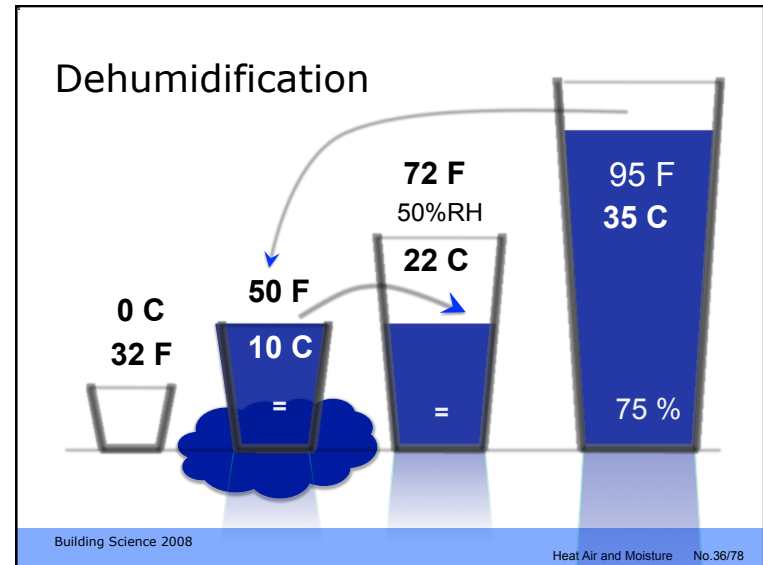 Dehumidification
0 C
32 F
50 F
10 C
=
72 F
50%RH
22 C
=
95 F
35 C
75 %
Building Science 2008
Heat Air and Moisture No.36/78